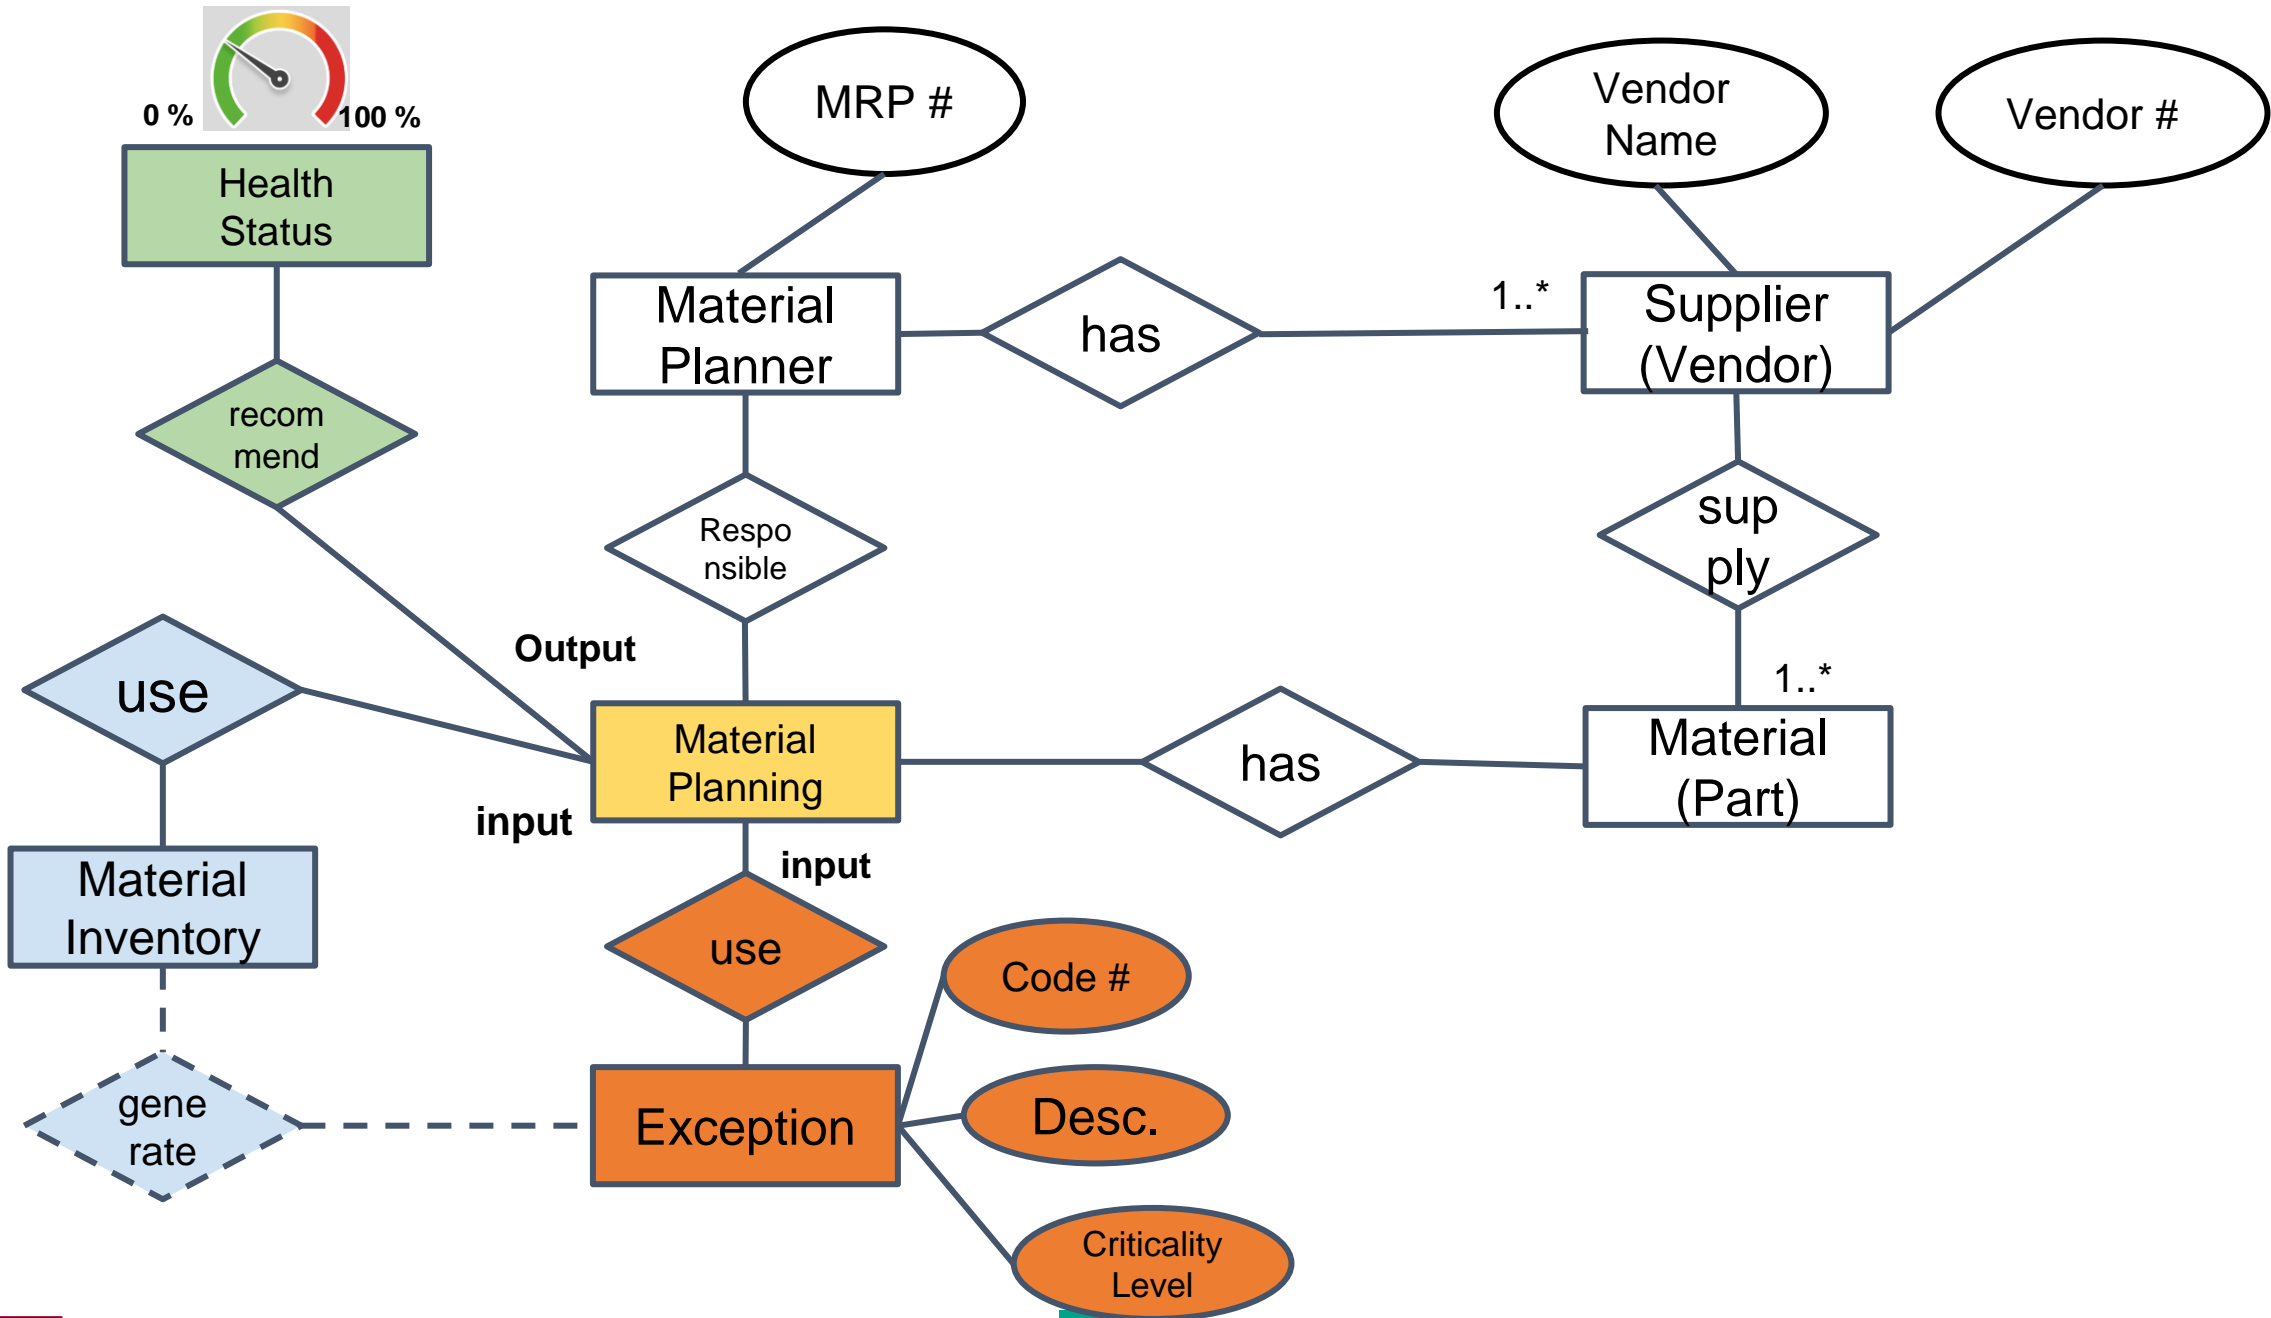 0 %
100 %
Health
Status
MRP #
Vendor
Name
Vendor #
Material
Planner
has
1..*
Supplier
(Vendor)
recom
mend
Respo
nsible
sup
ply
Output
use
1..*
Material
Planning
has
Material
(Part)
input
input
Material
Inventory
use
Code #
gene
rate
Exception
Desc.
Criticality
Level